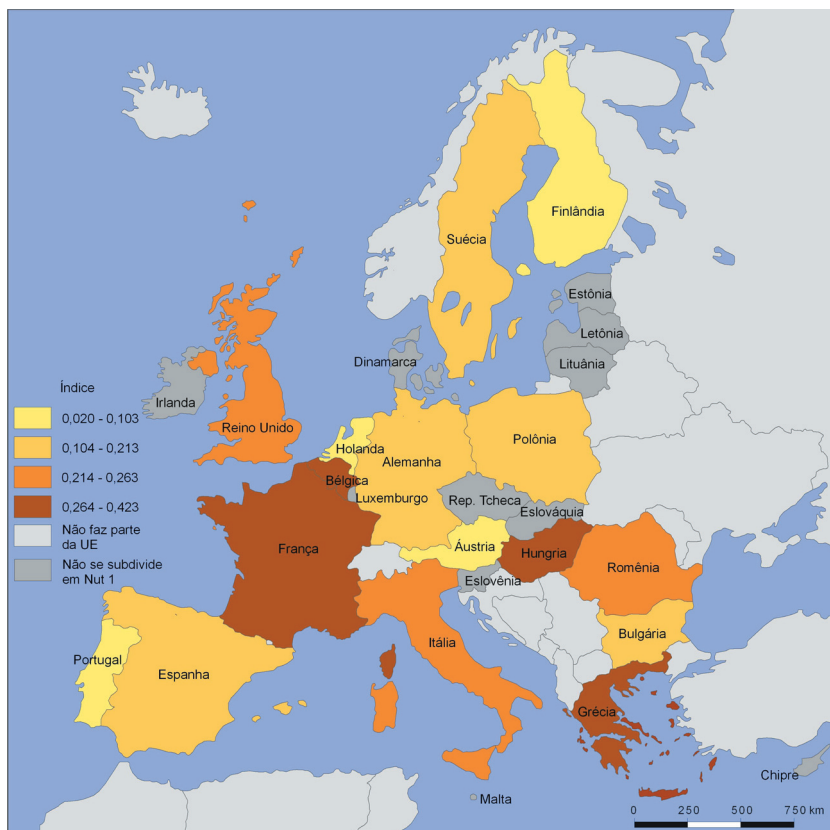 Finlândia
Suécia
Estônia
Letônia
Dinamarca
Lituânia
Índice
Irlanda
0,020 - 0,103
Reino Unido
0,104 - 0,213
Holanda
Polônia
Alemanha
0,214 - 0,263
Bélgica
Luxemburgo
Rep. Tcheca
0,264 - 0,423
Eslováquia
Não faz parte
da UE
França
Áustria
Hungria
Não se subdivide
em Nut 1
Romênia
Eslovênia
Bulgária
Itália
Portugal
Espanha
Grécia
Chipre
Malta
0 250 500 750 km